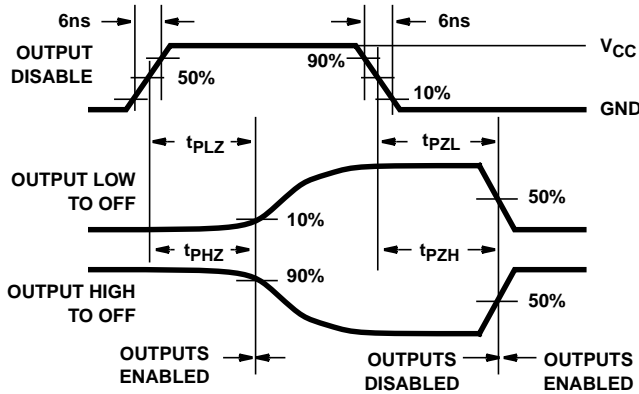 6ns
6ns
OUTPUT
DISABLE
50%
90%
10%
VCC
GND
tPLZ
tPZL
OUTPUT LOW
TO OFF
10%
50%
tPHZ
tPZH
OUTPUT HIGH
TO OFF
90%
50%
OUTPUTS
ENABLED
OUTPUTS
DISABLED
OUTPUTS
ENABLED